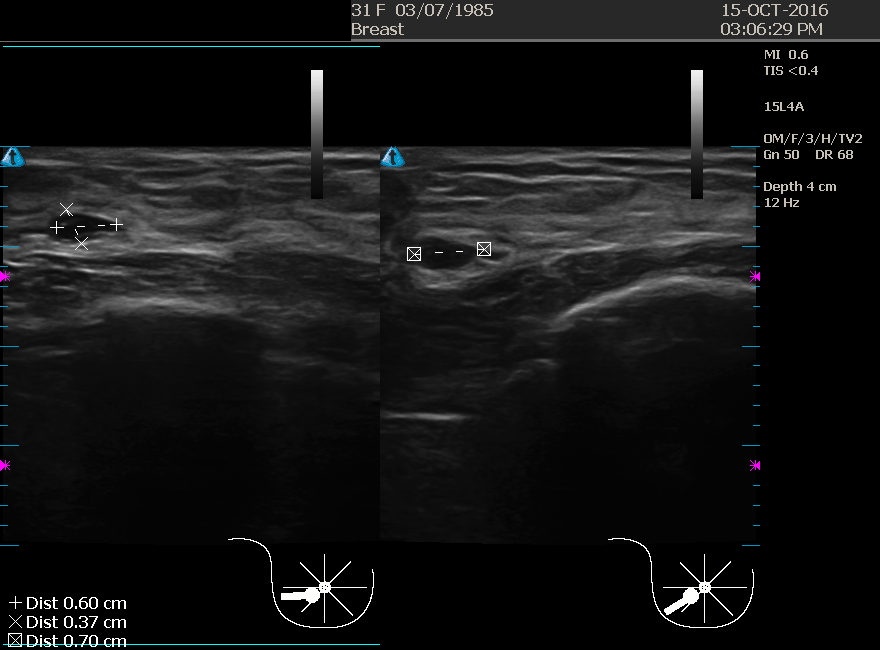 31 F 03/07/1985 15-OCT-2016
Breast 03:06:29 PM
MI 0.6
TIS <0.4
15L4A
OM/F/3/H/TV2
Gn 50 DR 68
Depth 4 cm
12 Hz
Dist 0.60 cm
Dist 0.37 cm
Dist 0.70 cm